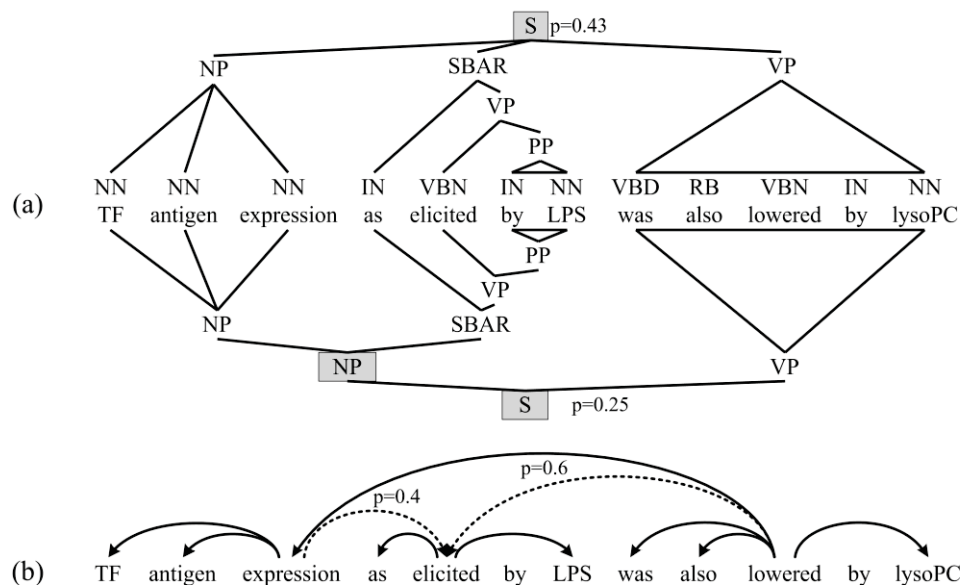 S p=0.43
NP SBAR VP
VP
PP
NN NN NN IN VBN IN NN VBD RB VBN IN NN
(a) TF antigen expression as elicited by LPS was also lowered by lysoPC
PP
VP
NP SBAR
NP VP
S p=0.25
p=0.6
p=0.4
(b) TF antigen expression as elicited by LPS was also lowered by lysoPC